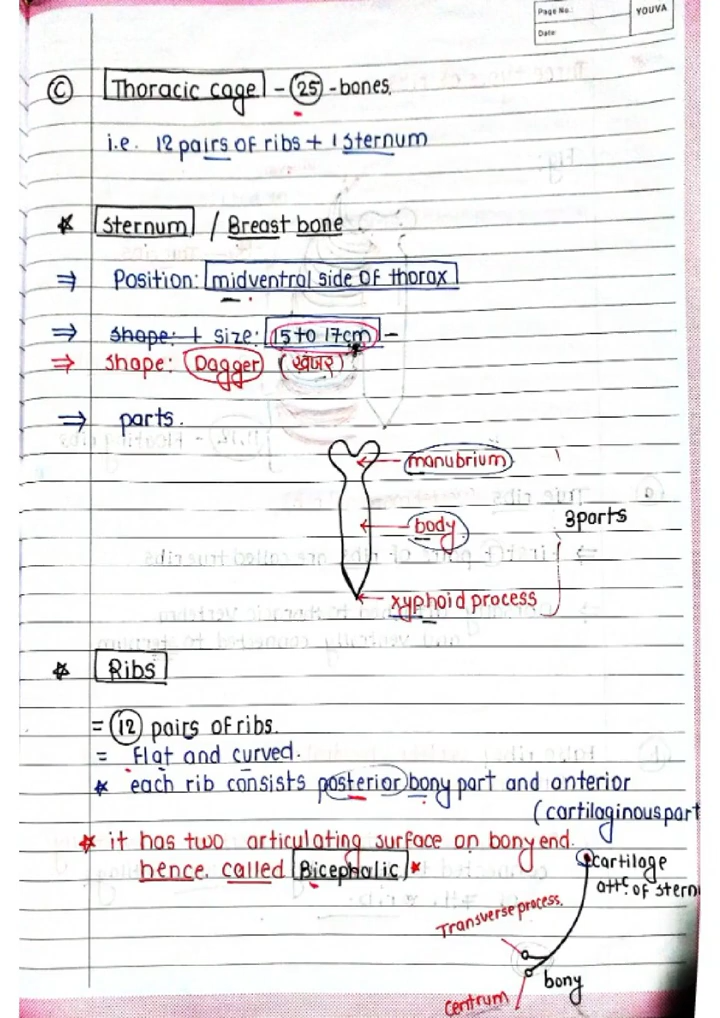 Page No.:
Date:
YOUVA
Ⓒ Thoracic cage - 25 - bones.
i.e. 12 pairs of ribs + 1 sternum
* Sternum / Breast bone
⇒ Position: midventral side of thorax
⇒ shape: + size: 15 to 17cm -
⇒ shape: Dagger (खंजर)
⇒ parts.
manubrium
body
3parts
xyphoid process
* Ribs
= 12 pairs of ribs.
= Flat and curved.
* each rib consists posterior bony part and anterior
(cartilaginous part
* it has two articulating surface on bony end.
hence called Bicephalic *
cartilage
att. of stern
Transverse process.
bony
Centrum